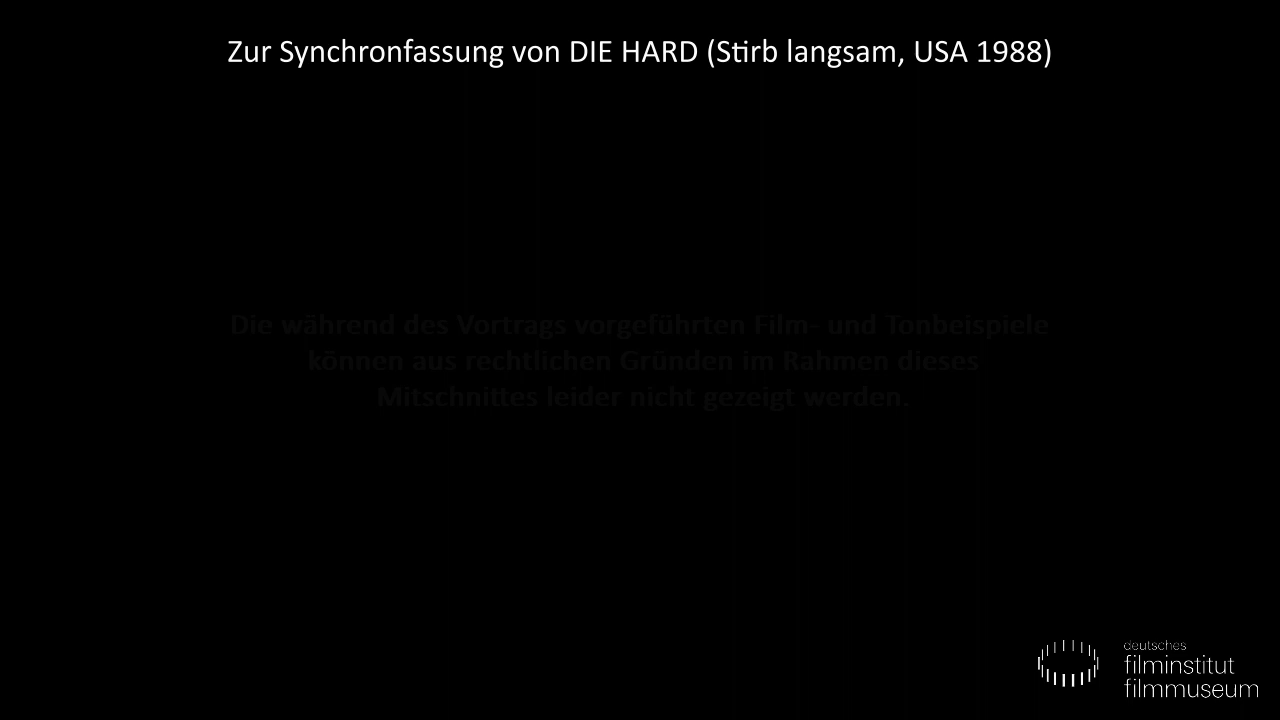 Zur Synchronfassung von DIE HARD (Stirb langsam, USA 1988)
Die während des Vortrags vorgeführten Film- und Tonbeispiele
können aus rechtlichen Gründen im Rahmen dieses
Mitschnittes leider nicht gezeigt werden.
deutsches
filminstitut
filmmuseum